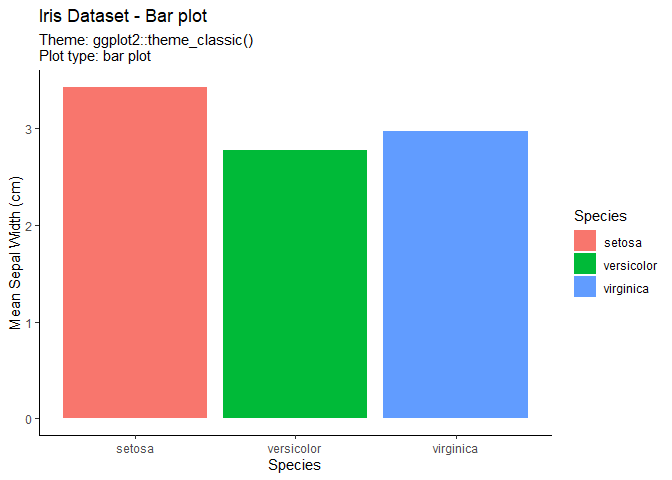 Iris Dataset - Bar plot
Theme: ggplot2::theme_classic()
Plot type: bar plot
Mean Sepal Width (cm)
3
2
1
0
setosa
versicolor
virginica
Species
Species
setosa
versicolor
virginica